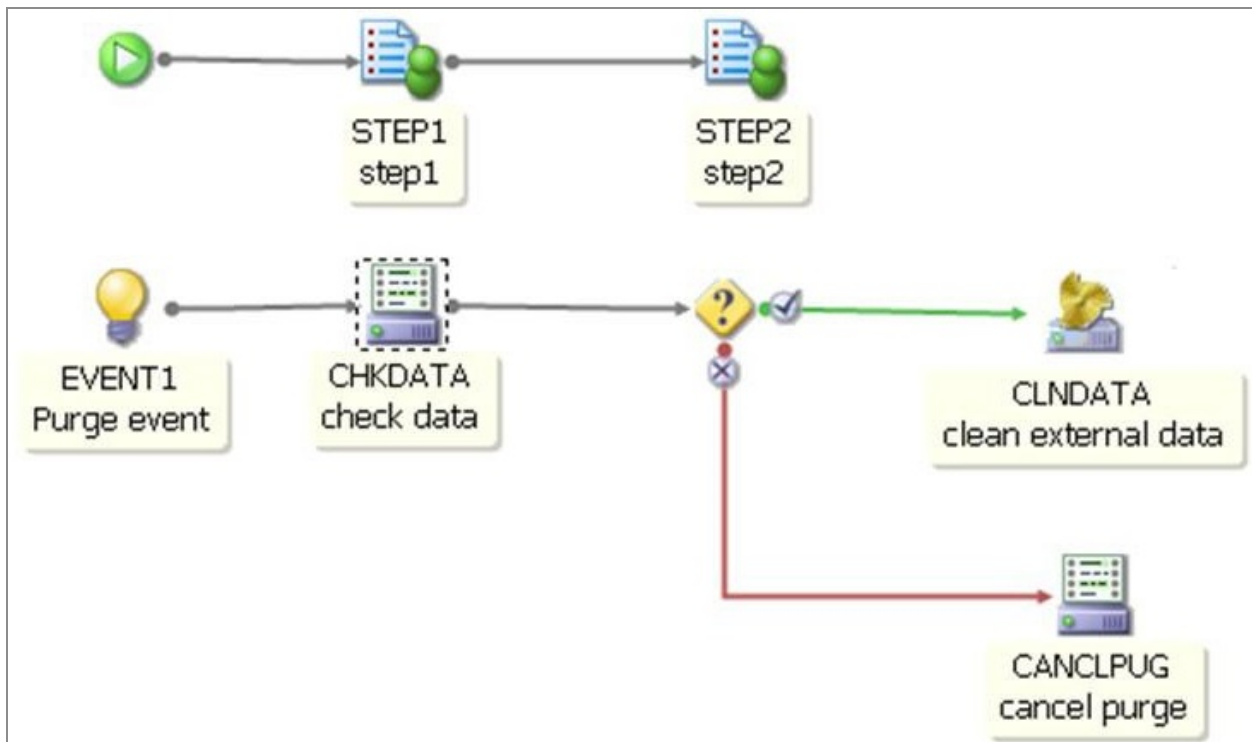 STEP1
step1
STEP2
step2
EVENT1
Purge event
CHKDATA
check data
?
CLNDATA
clean external data
CANCLPUG
cancel purge